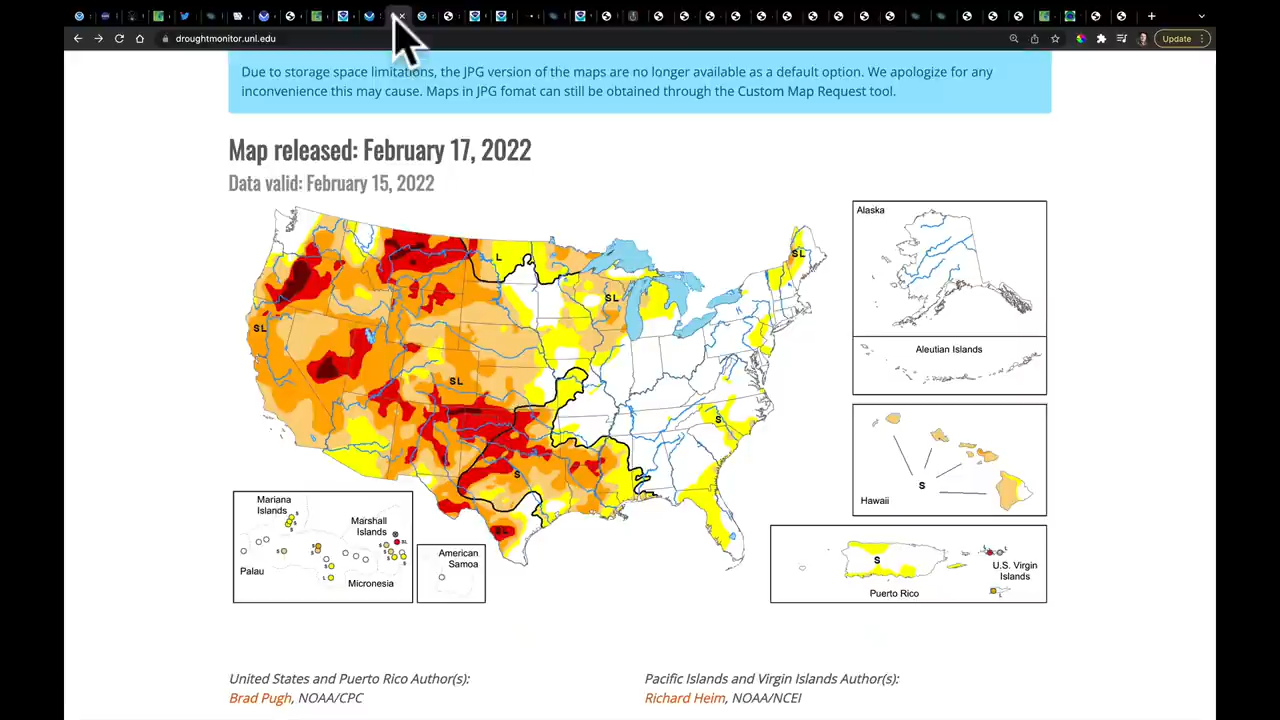 droughtmonitor.unl.edu
Update
Due to storage space limitations, the JPG version of the maps are no longer available as a default option. We apologize for any
inconvenience this may cause. Maps in JPG fomat can still be obtained through the Custom Map Request tool.
Map released: February 17, 2022
Data valid: February 15, 2022
Alaska
L
SL
SL
SL
Aleutian Islands
SL
S
S
Hawaii
S
Mariana
Islands
Marshall
Islands
Palau
Micronesia
American
Samoa
SL
S
Puerto Rico
U.S. Virgin
Islands
United States and Puerto Rico Author(s):
Brad Pugh, NOAA/CPC
Pacific Islands and Virgin Islands Author(s):
Richard Heim, NOAA/NCEI